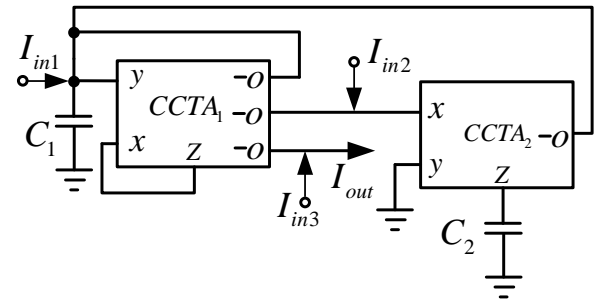 I_in1
C_1
y
x
CCTA_1
Z
-o
-o
-o
I_in3
I_out
I_in2
x
y
CCTA_2
-o
Z
C_2